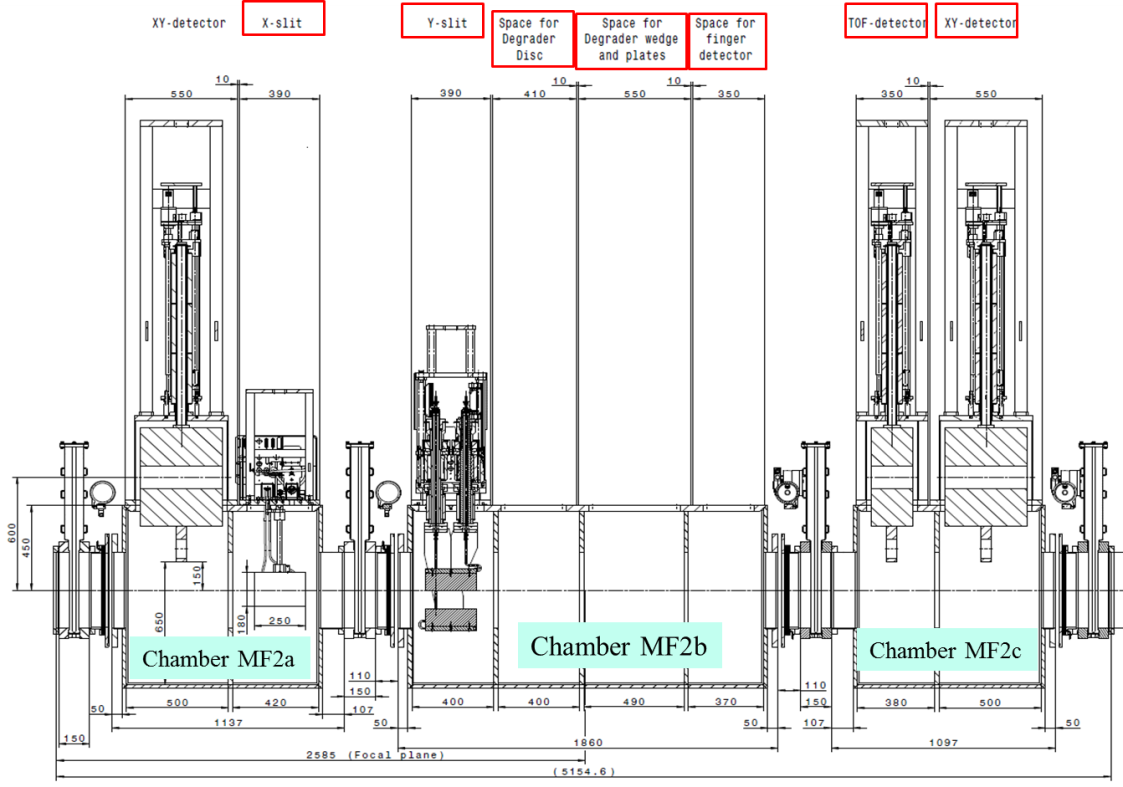 XY-detector
X-slit
Y-slit
Space for
Degrader
Disc
Space for
Degrader wedge
and plates
Space for
finger
detector
TOF-detector
XY-detector
10
10
10
10
550
390
390
410
550
350
350
550
600
450
150
650
180
250
Chamber MF2a
Chamber MF2b
Chamber MF2c
110
150
110
150
50
500
420
107
400
400
490
370
107
380
500
50
1137
50
50
150
1860
1097
2585 (Focal plane)
(5154.6)